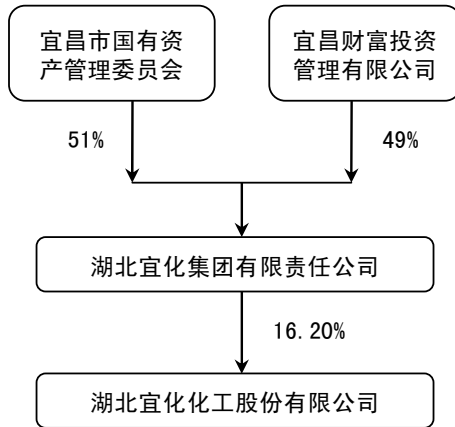 宜昌市国有资
产管理委员会
宜昌财富投资
管理有限公司
51%
49%
湖北宜化集团有限责任公司
16.20%
湖北宜化化工股份有限公司